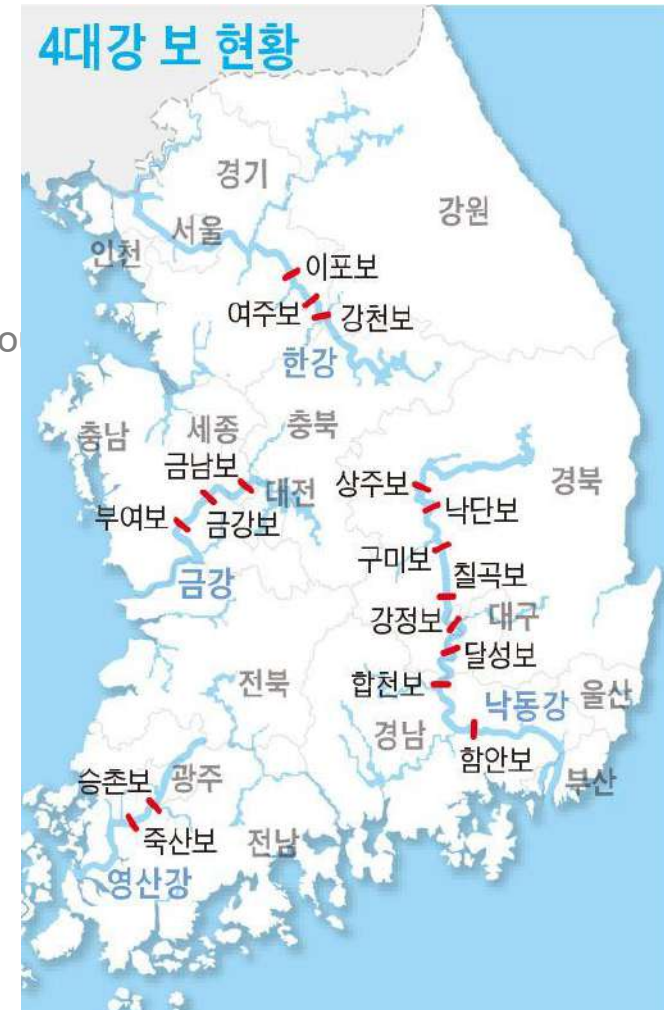 4대강 보 현황
경기
강원
서울
인천
이포보
여주보
강천보
한강
충남
세종
충북
금남보
대전
상주보
경북
부여보
금강보
낙단보
구미보
금강
칠곡보
강정보
대구
달성보
전북
합천보
울산
낙동강
경남
함안보
승촌보
광주
부산
죽산보
전남
영산강